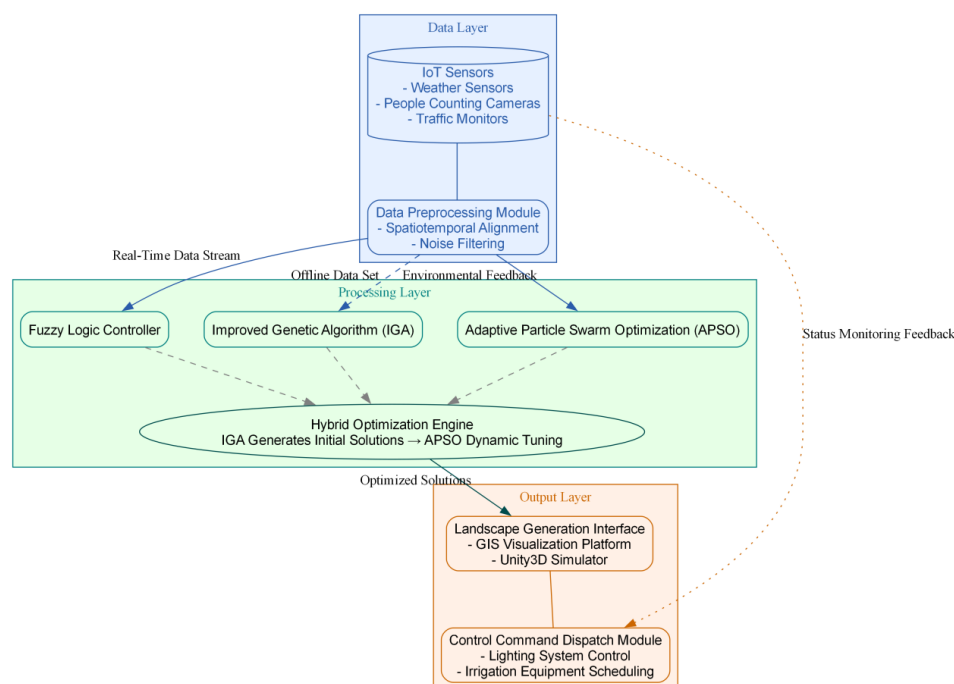 Data Layer
IoT Sensors
- Weather Sensors
- People Counting Cameras
- Traffic Monitors
Data Preprocessing Module
- Spatiotemporal Alignment
- Noise Filtering
Real-Time Data Stream
Offline Data Set
Environmental Feedback
Processing Layer
Fuzzy Logic Controller
Improved Genetic Algorithm (IGA)
Adaptive Particle Swarm Optimization (APSO)
Status Monitoring Feedback
Hybrid Optimization Engine
IGA Generates Initial Solutions → APSO Dynamic Tuning
Optimized Solutions
Output Layer
Landscape Generation Interface
- GIS Visualization Platform
- Unity3D Simulator
Control Command Dispatch Module
- Lighting System Control
- Irrigation Equipment Scheduling